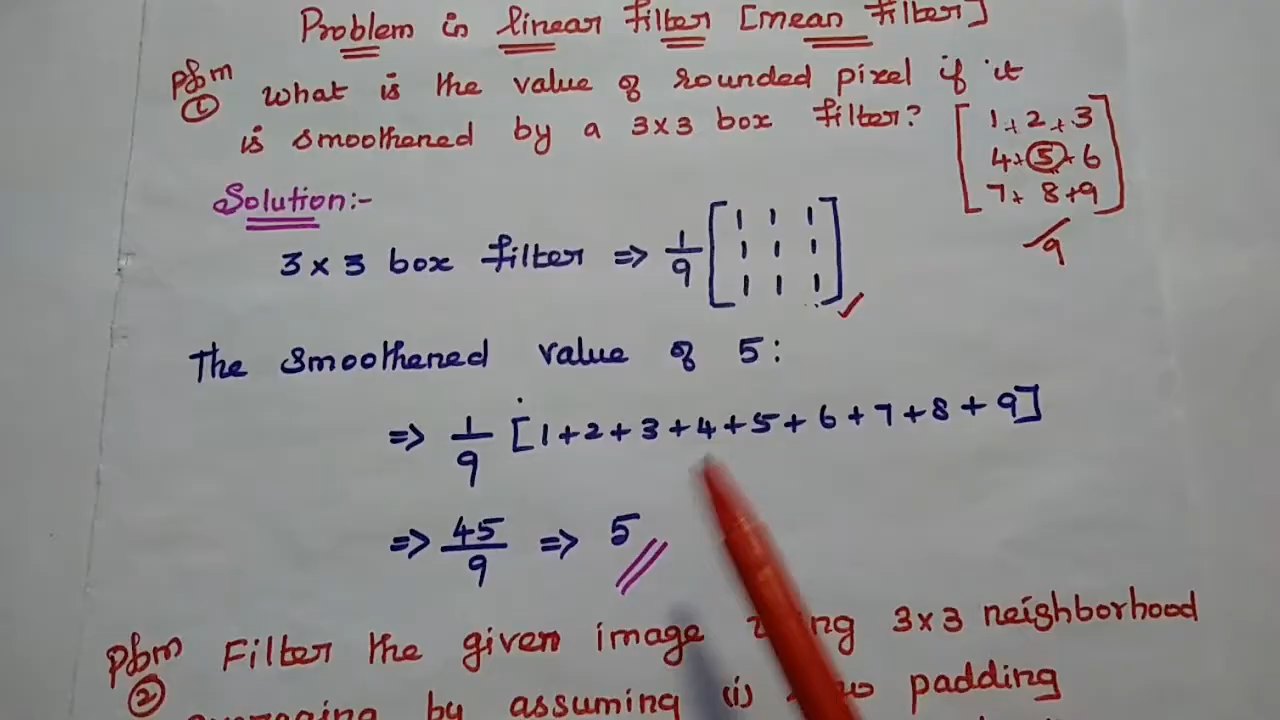 Problem in linear filter [mean filter]
pbm ① what is the value of rounded pixel if it
is smoothened by a 3x3 box filter?
[1 + 2 + 3
4 + 5 + 6
7 + 8 + 9]
/9
Solution:-
3 x 3 box filter => 1/9 [1 1 1
1 1 1
1 1 1] ✓
The smoothened value of 5:
=> 1/9 [1+2+3+4+5+6+7+8+9]
=> 45/9 => 5//
pbm ② Filter the given image 3x3 neighborhood
by assuming (i) padding